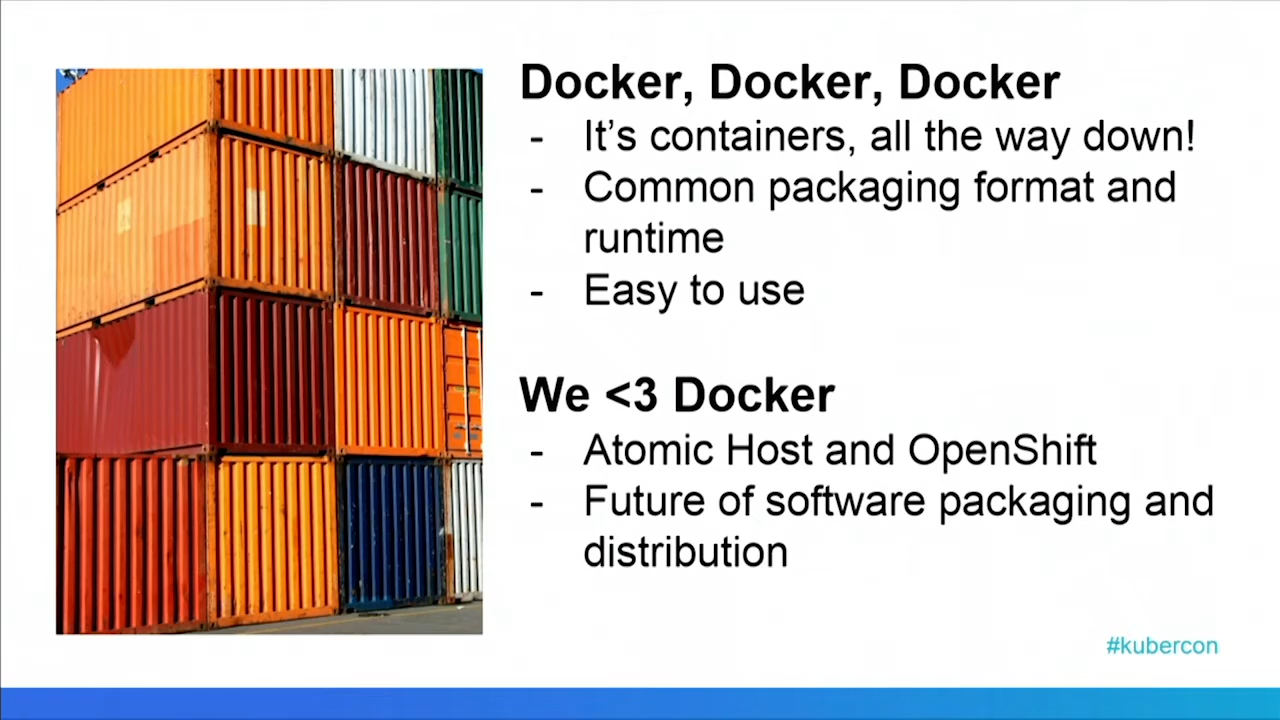 Docker, Docker, Docker
- It’s containers, all the way down!
- Common packaging format and
runtime
- Easy to use
We <3 Docker
- Atomic Host and OpenShift
- Future of software packaging and
distribution
#kubercon